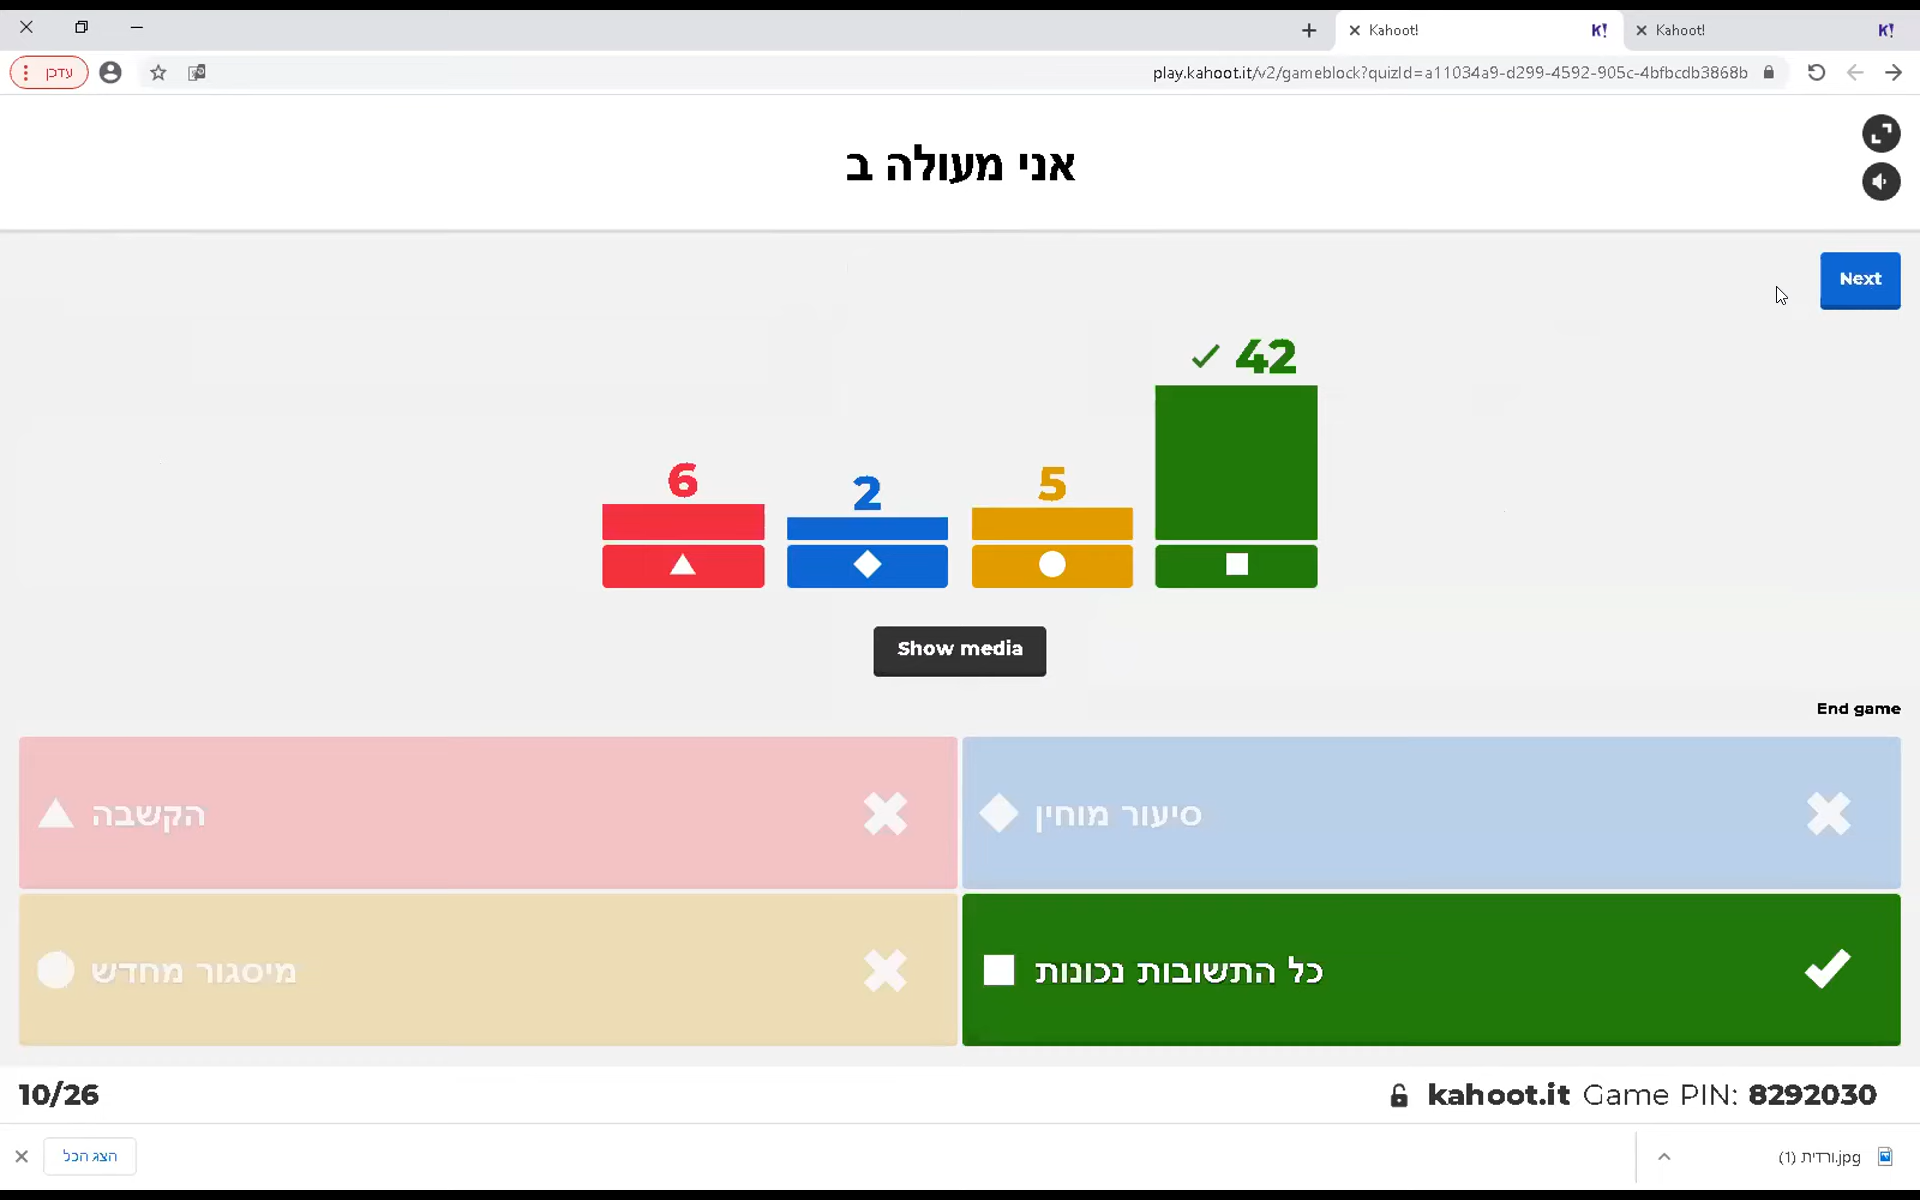 Kahoot!
K!
Kahoot!
K!
עדכן
play.kahoot.it/v2/gameblock?quizId=a11034a9-d299-4592-905c-4bfbcdb3868b
אני מעולה ב
Next
42
6
2
5
Show media
End game
הקשבה
סיעור מוחין
מיסגור מחדש
כל התשובות נכונות
10/26
kahoot.it Game PIN: 8292030
הצג הכל
ורדית (1).jpg